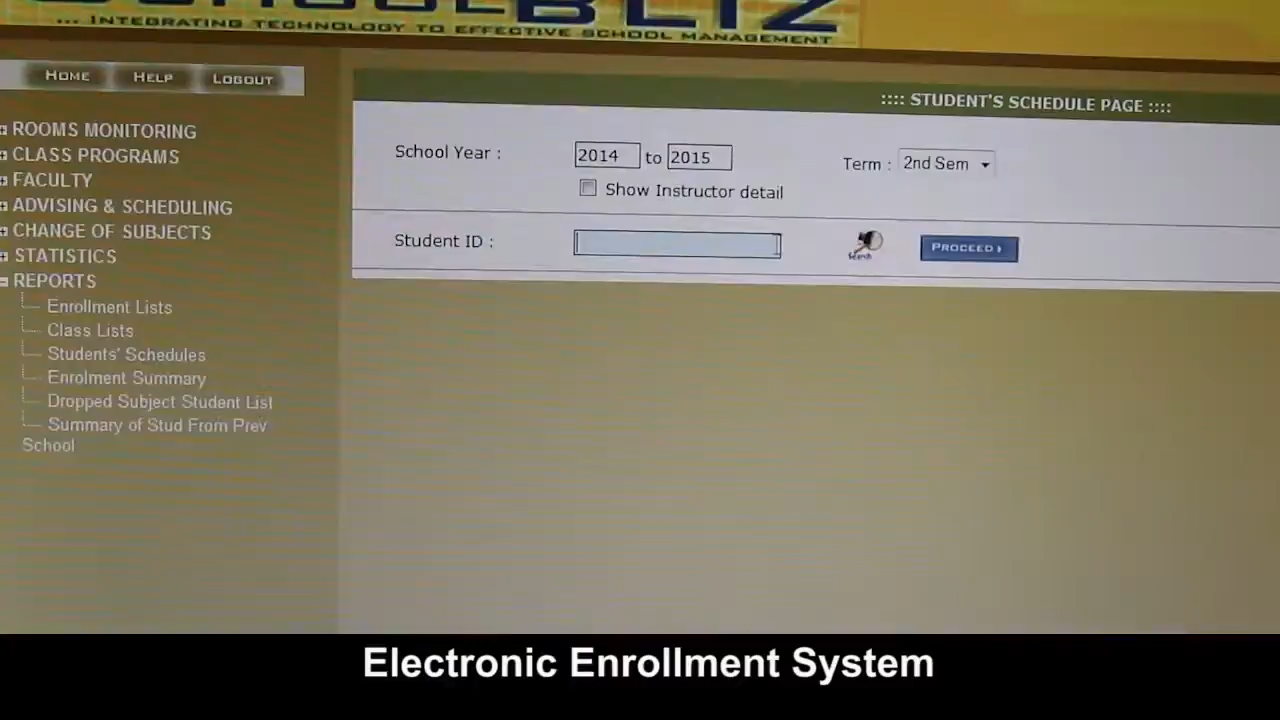 ... INTEGRATING TECHNOLOGY TO EFFECTIVE SCHOOL MANAGEMENT
HOME HELP LOGOUT
:::: STUDENT'S SCHEDULE PAGE ::::
ROOMS MONITORING
CLASS PROGRAMS
FACULTY
ADVISING & SCHEDULING
CHANGE OF SUBJECTS
STATISTICS
REPORTS
Enrollment Lists
Class Lists
Students' Schedules
Enrolment Summary
Dropped Subject Student List
Summary of Stud From Prev
School
School Year : 2014 to 2015 Term : 2nd Sem
Show Instructor detail
Student ID : Search PROCEED
Electronic Enrollment System